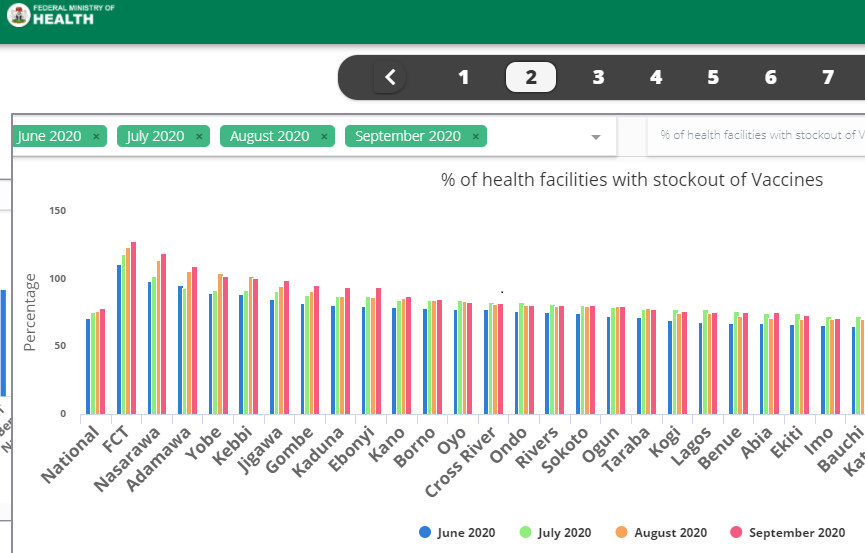 FEDERAL MINISTRY OF
HEALTH
1 2 3 4 5 6 7
June 2020 × July 2020 × August 2020 × September 2020 ×
% of health facilities with stockout of V
% of health facilities with stockout of Vaccines
Percentage
150
100
50
0
National
FCT
Nasarawa
Adamawa
Yobe
Kebbi
Jigawa
Gombe
Kaduna
Ebonyi
Kano
Borno
Oyo
Cross River
Ondo
Rivers
Sokoto
Ogun
Taraba
Kogi
Lagos
Benue
Abia
Ekiti
Imo
Bauchi
Kat
June 2020 July 2020 August 2020 September 2020